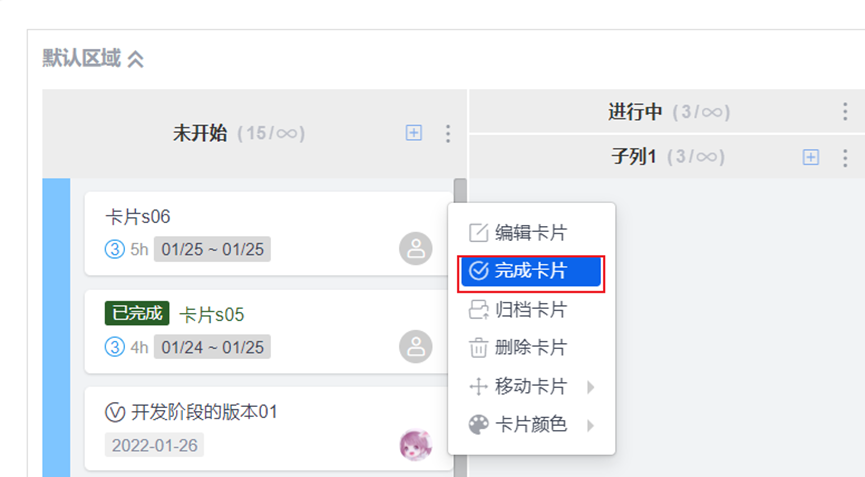 默认区域
未开始 (15/∞)
进行中 (3/∞)
子列1 (3/∞)
卡片s06
3 5h 01/25 ~ 01/25
已完成 卡片s05
3 4h 01/24 ~ 01/25
V 开发阶段的版本01
2022-01-26
编辑卡片
完成卡片
归档卡片
删除卡片
移动卡片
卡片颜色